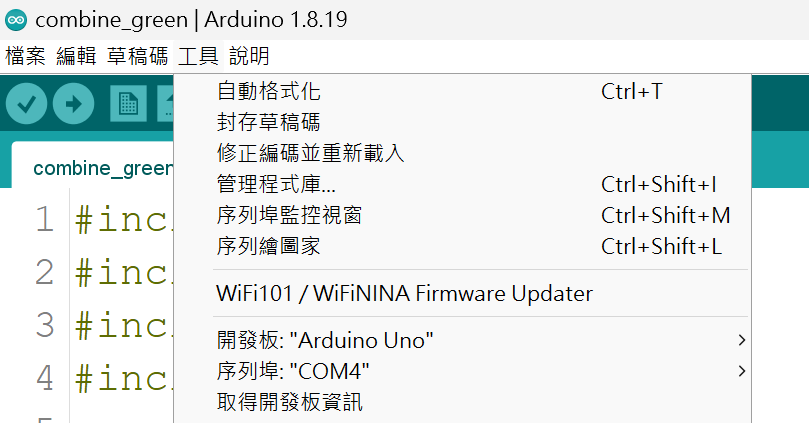 combine_green | Arduino 1.8.19
檔案 編輯 草稿碼 工具 說明
自動格式化 Ctrl+T
封存草稿碼
修正編碼並重新載入
管理程式庫... Ctrl+Shift+I
序列埠監控視窗 Ctrl+Shift+M
序列繪圖家 Ctrl+Shift+L
WiFi101 / WiFiNINA Firmware Updater
開發板: "Arduino Uno"
序列埠: "COM4"
取得開發板資訊
combine_green
1 #inc
2 #inc
3 #inc
4 #inc